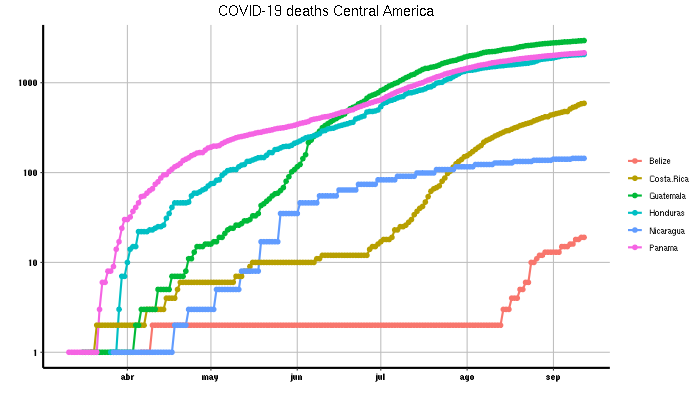 COVID-19 deaths Central America
1000
100
10
1
abr
may
jun
jul
ago
sep
Belize
Costa.Rica
Guatemala
Honduras
Nicaragua
Panama